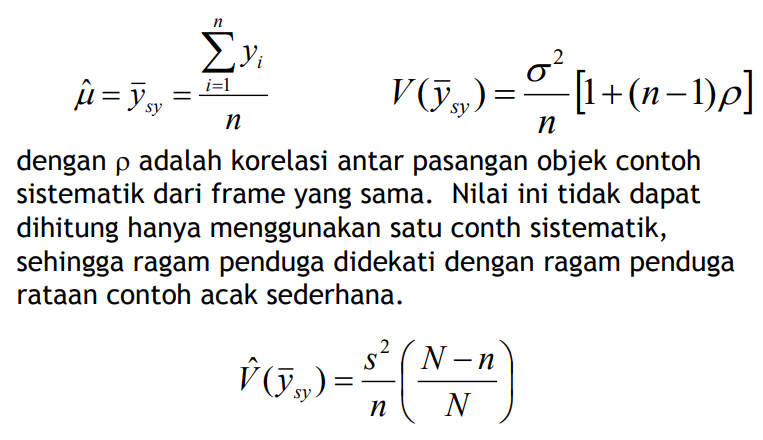 μ̂ = ȳ_sy = (∑_{i=1}^{n} y_i) / n    V(ȳ_sy) = (σ² / n) [1+(n−1)ρ]
dengan ρ adalah korelasi antar pasangan objek contoh
sistematik dari frame yang sama. Nilai ini tidak dapat
dihitung hanya menggunakan satu conth sistematik,
sehingga ragam penduga didekati dengan ragam penduga
rataan contoh acak sederhana.
V̂(ȳ_sy) = (s² / n) ((N − n) / N)